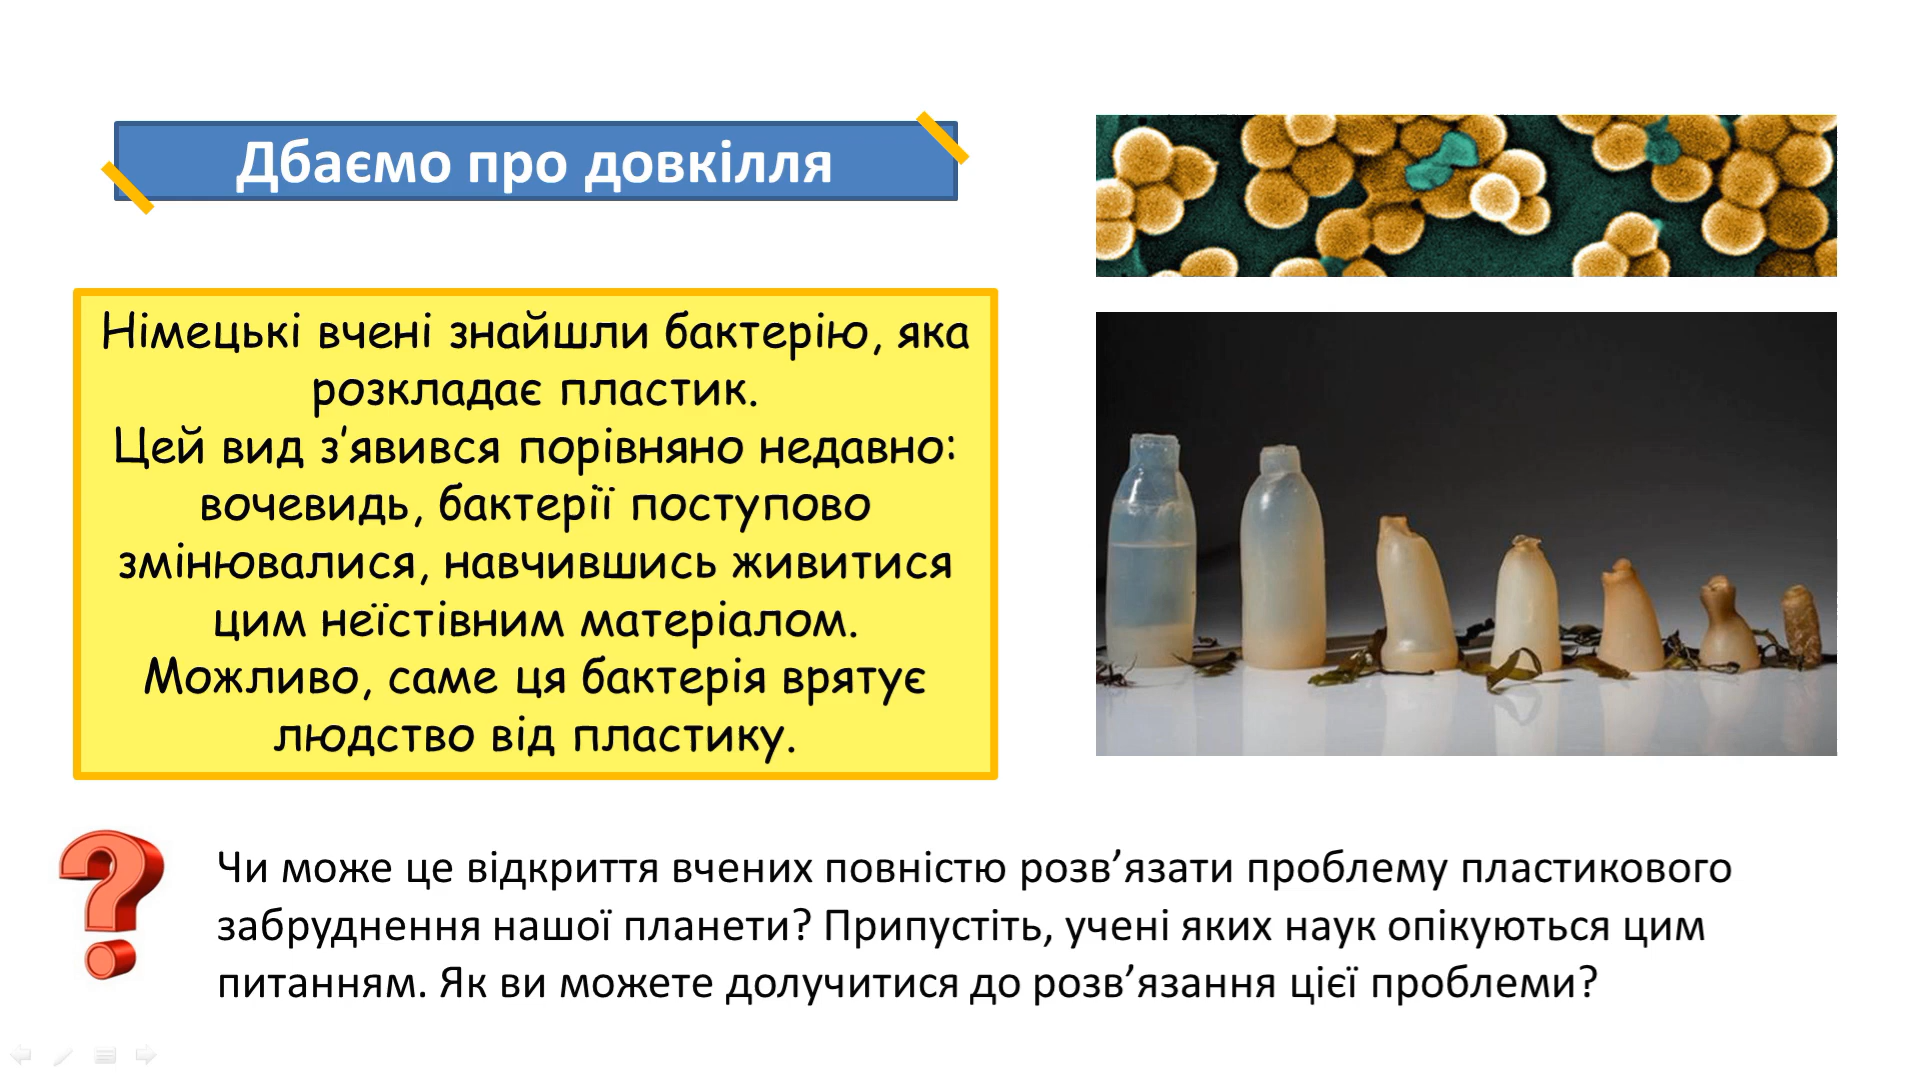 Дбаємо про довкілля
Німецькі вчені знайшли бактерію, яка
розкладає пластик.
Цей вид з’явився порівняно недавно:
вочевидь, бактерії поступово
змінювалися, навчившись живитися
цим неїстівним матеріалом.
Можливо, саме ця бактерія врятує
людство від пластику.
Чи може це відкриття вчених повністю розв’язати проблему пластикового
забруднення нашої планети? Припустіть, учені яких наук опікуються цим
питанням. Як ви можете долучитися до розв’язання цієї проблеми?